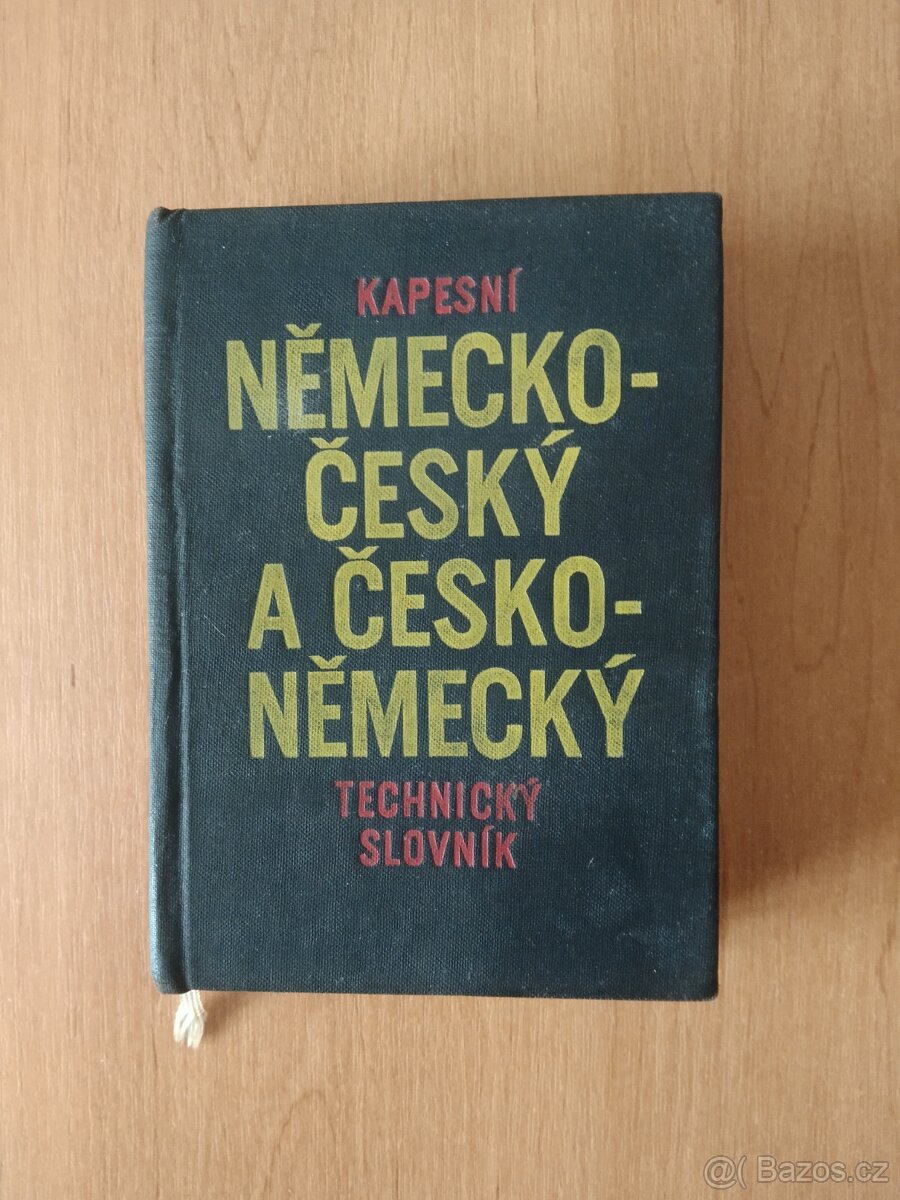 KAPESNÍ
NĚMECKO-
ČESKÝ
A ČESKO-
NĚMECKÝ
TECHNICKÝ
SLOVNÍK
@( Bazos.cz